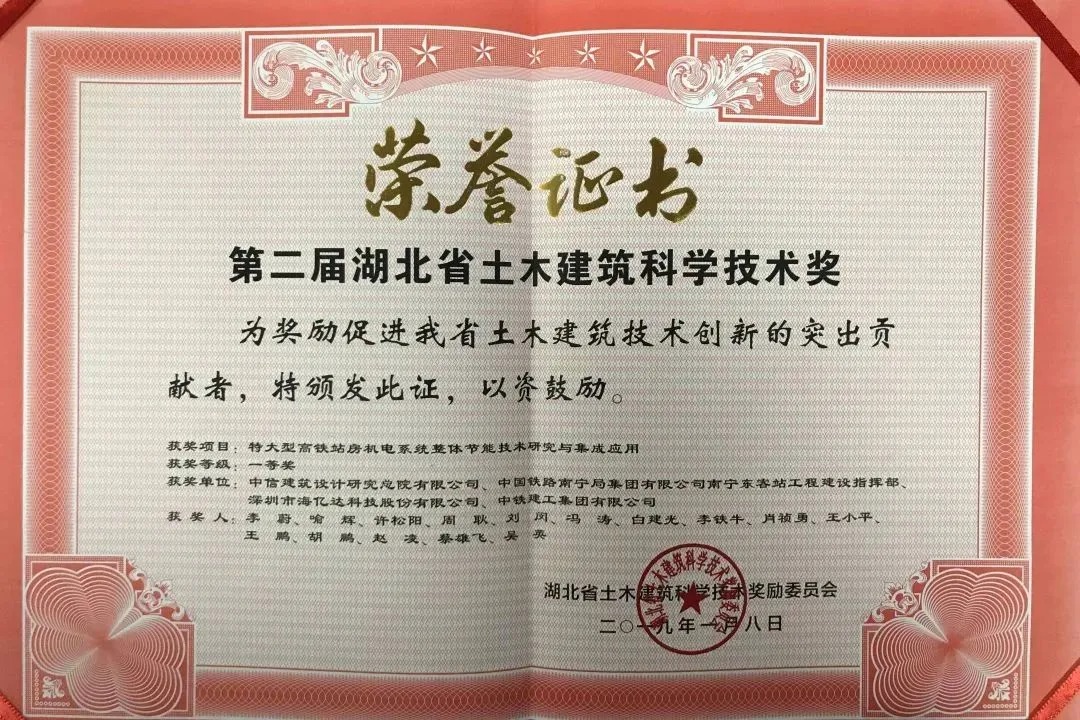 荣誉证书
第二届湖北省土木建筑科学技术奖
为奖励促进我省土木建筑技术创新的突出贡
献者，特颁发此证，以资鼓励。
获奖项目：特大型高铁站房机电系统整体节能技术研究与集成应用
获奖等级：一等奖
获奖单位：中信建筑设计研究总院有限公司、中国铁路南宁局集团有限公司南宁东客站工程建设指挥部、
深圳市海亿达科技股份有限公司、中铁建工集团有限公司
获 奖 人：李 蔚、喻 辉、许松阳、周 耿、刘 闵、冯 涛、白建光、李铁牛、肖祯勇、王小平、
王 鹏、胡 鹏、赵 凌、蔡雄飞、吴 英
湖北省土木建筑科学技术奖励委员会
二〇一九年一月八日